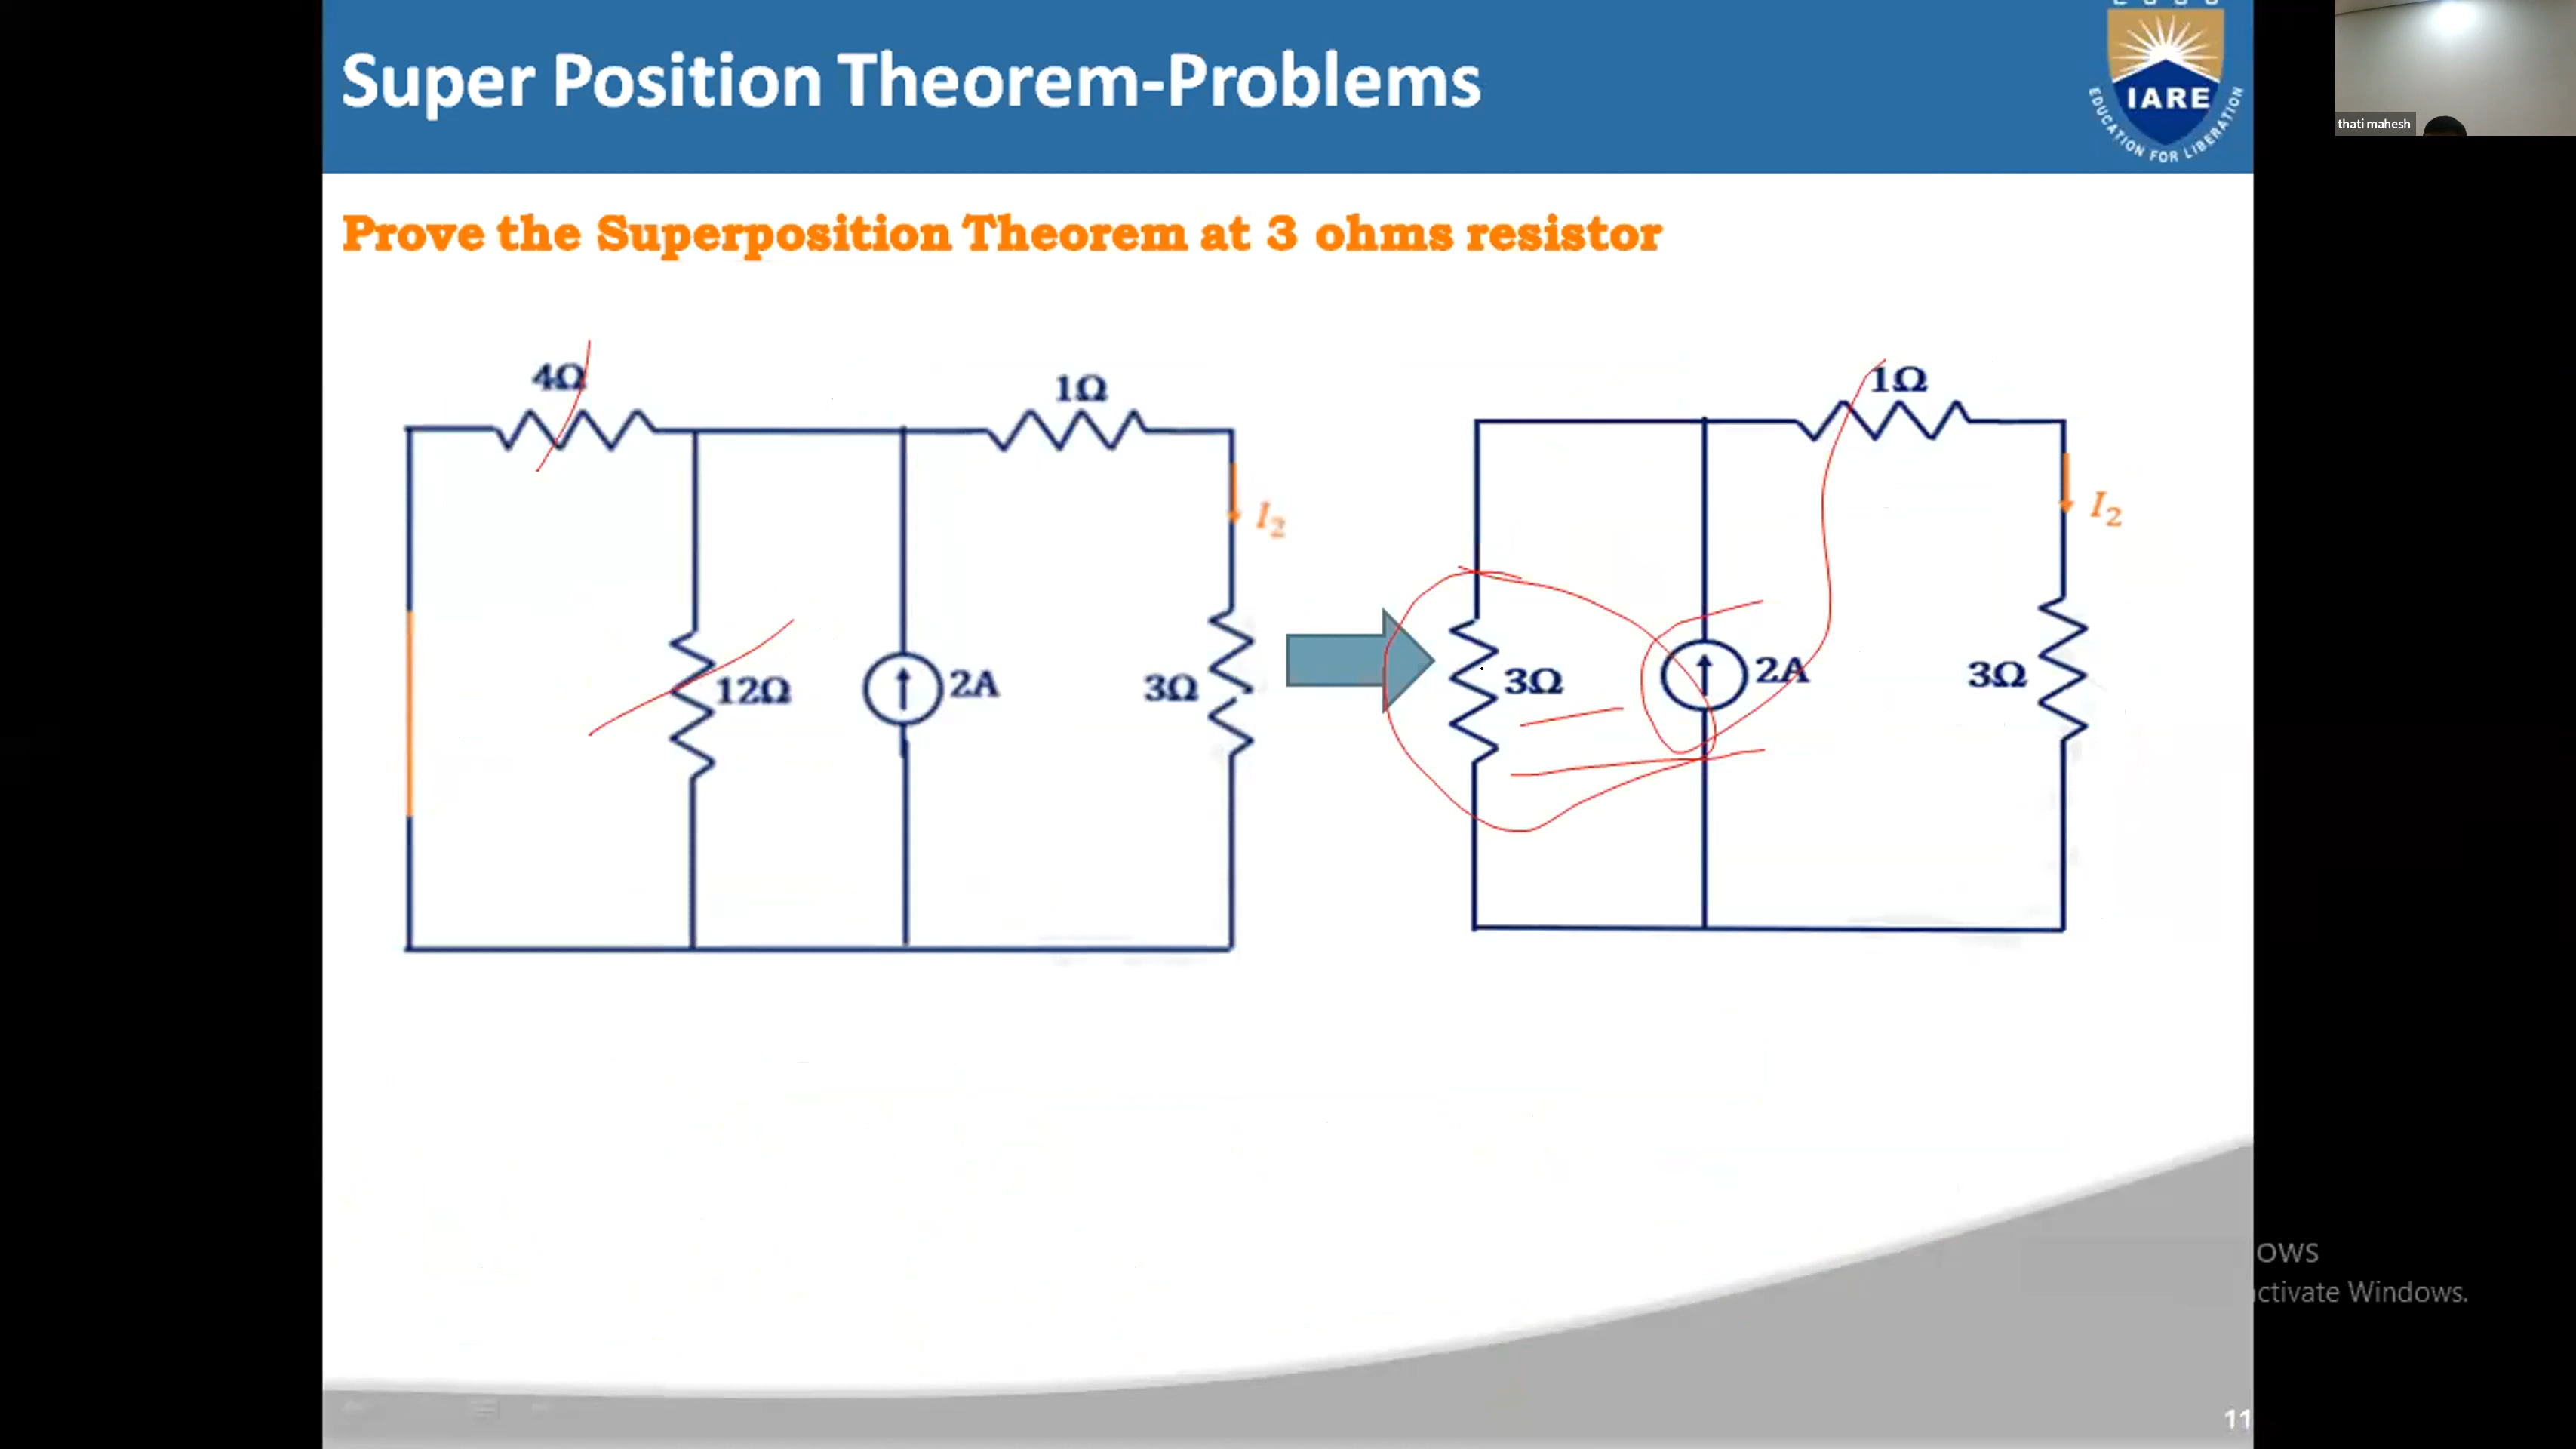 Super Position Theorem-Problems
IARE
EDUCATION FOR LIBERATION
thati mahesh
Prove the Superposition Theorem at 3 ohms resistor
4Ω
1Ω
I2
12Ω
2A
3Ω
1Ω
I2
3Ω
2A
3Ω
ows
ctivate Windows.
11